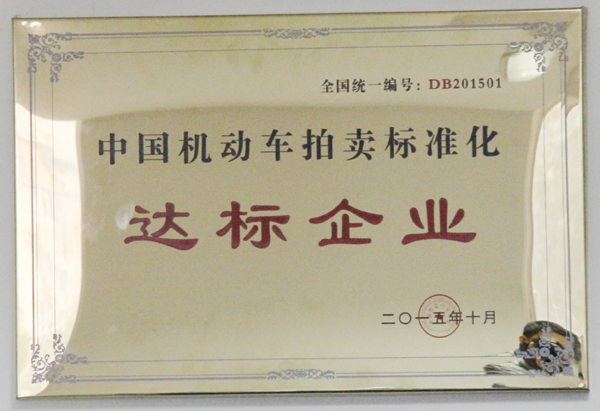 全国统一编号：DB201501
中国机动车拍卖标准化
达标企业
二〇一五年十月